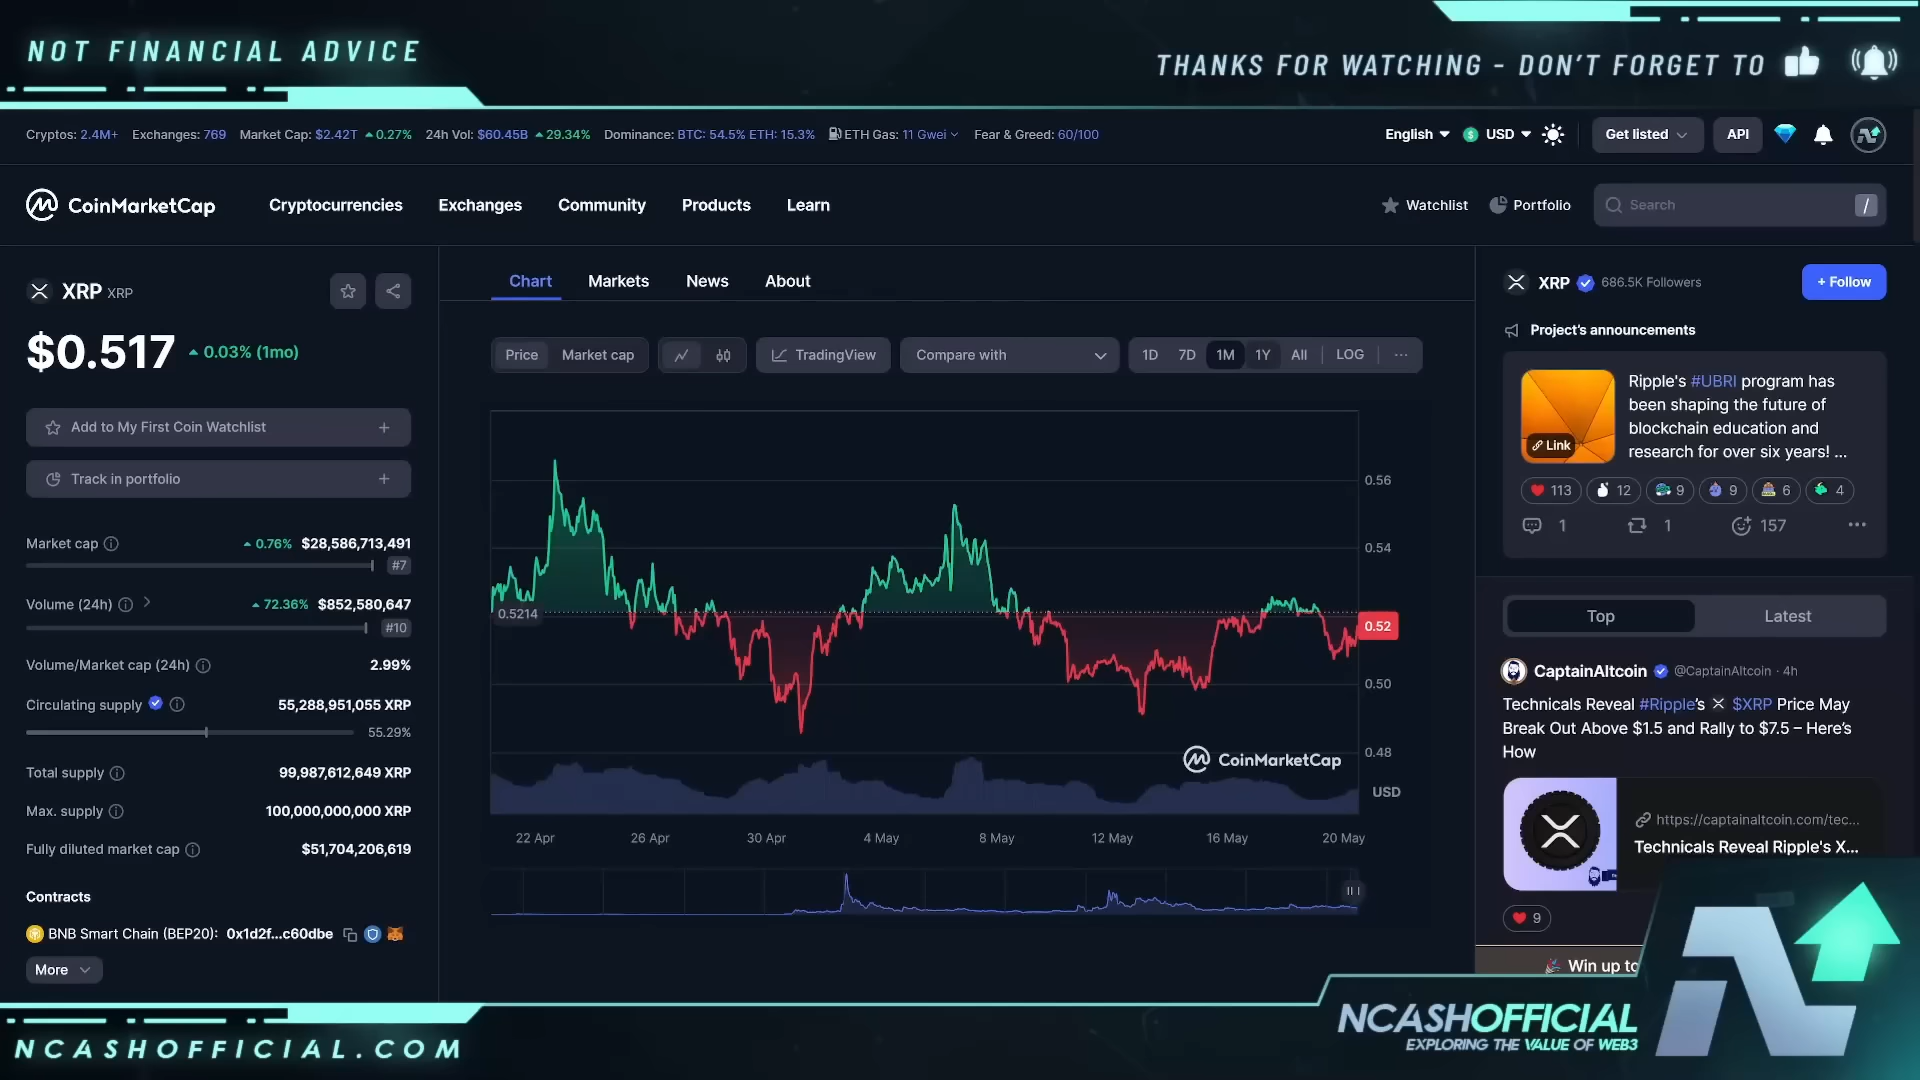 NOT FINANCIAL ADVICE
THANKS FOR WATCHING - DON'T FORGET TO
Cryptos: 2.4M+ Exchanges: 769 Market Cap: $2.42T 0.27% 24h Vol: $60.45B 29.34% Dominance: BTC: 54.5% ETH: 15.3% ETH Gas: 11 Gwei Fear & Greed: 60/100
English USD Get listed API
CoinMarketCap Cryptocurrencies Exchanges Community Products Learn
Watchlist Portfolio Search /
XRP XRP
$0.517 0.03% (1mo)
Add to My First Coin Watchlist +
Track in portfolio +
Market cap 0.76% $28,586,713,491
#7
Volume (24h) 72.36% $852,580,647
#10
Volume/Market cap (24h) 2.99%
Circulating supply 55,288,951,055 XRP
55.29%
Total supply 99,987,612,649 XRP
Max. supply 100,000,000,000 XRP
Fully diluted market cap $51,704,206,619
Contracts
BNB Smart Chain (BEP20): 0x1d2f...c60dbe
More
Chart Markets News About
Price Market cap TradingView Compare with 1D 7D 1M 1Y All LOG ...
0.56
0.54
0.5214
0.52
0.50
0.48
CoinMarketCap
USD
22 Apr 26 Apr 30 Apr 4 May 8 May 12 May 16 May 20 May
XRP 686.5K Followers + Follow
Project's announcements
Ripple's #UBRI program has
been shaping the future of
blockchain education and
research for over six years! ...
Link
113 12 9 9 6 4
1 1 157 ...
Top Latest
CaptainAltcoin @CaptainAltcoin · 4h
Technicals Reveal #Ripple's $XRP Price May
Break Out Above $1.5 and Rally to $7.5 – Here's
How
https://captainaltcoin.com/tec...
Technicals Reveal Ripple's X...
9
Win up to
NCASHOFFICIAL.COM
NCASHOFFICIAL
EXPLORING THE VALUE OF WEB3